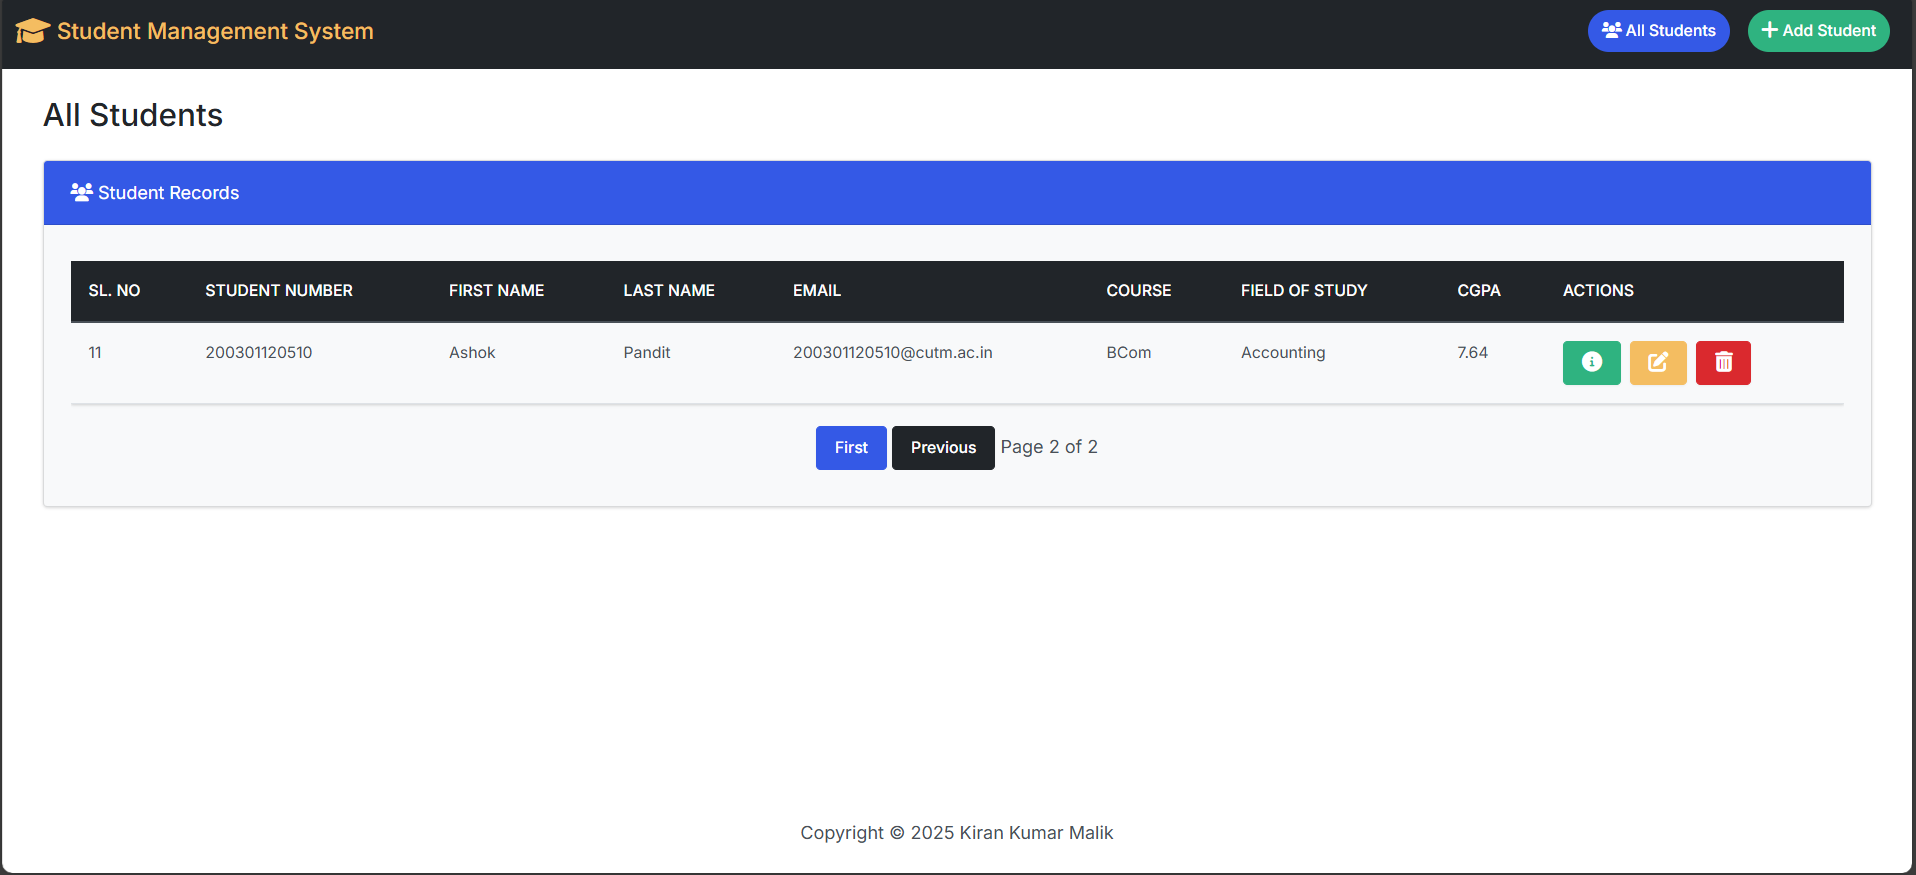 Student Management System
All Students
Add Student
All Students
Student Records
SL. NO STUDENT NUMBER FIRST NAME LAST NAME EMAIL COURSE FIELD OF STUDY CGPA ACTIONS
11 200301120510 Ashok Pandit 200301120510@cutm.ac.in BCom Accounting 7.64
First Previous Page 2 of 2
Copyright © 2025 Kiran Kumar Malik